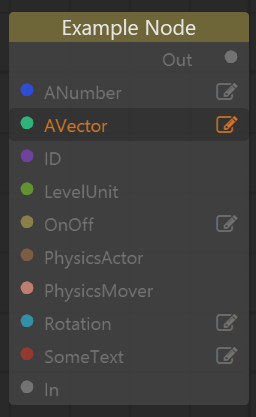 Example Node
Out
ANumber
AVector
ID
LevelUnit
OnOff
PhysicsActor
PhysicsMover
Rotation
SomeText
In